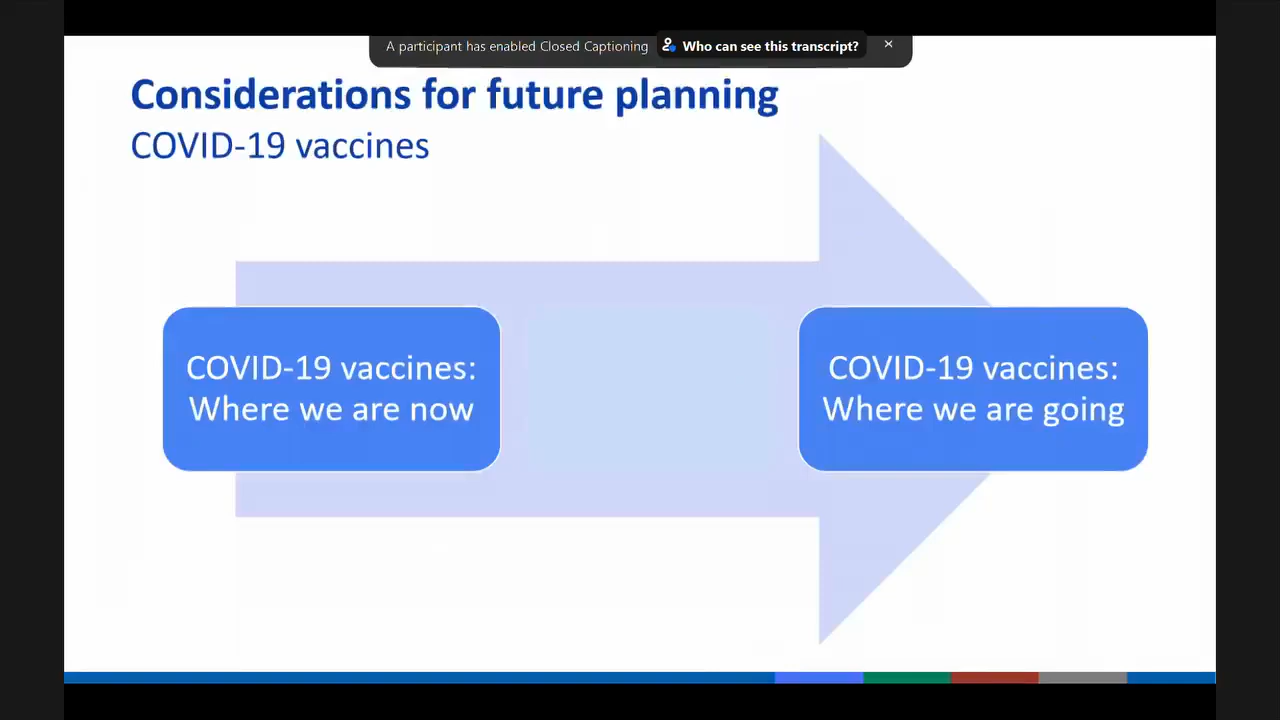 A participant has enabled Closed Captioning Who can see this transcript? ×
Considerations for future planning
COVID-19 vaccines
COVID-19 vaccines:
Where we are now
COVID-19 vaccines:
Where we are going